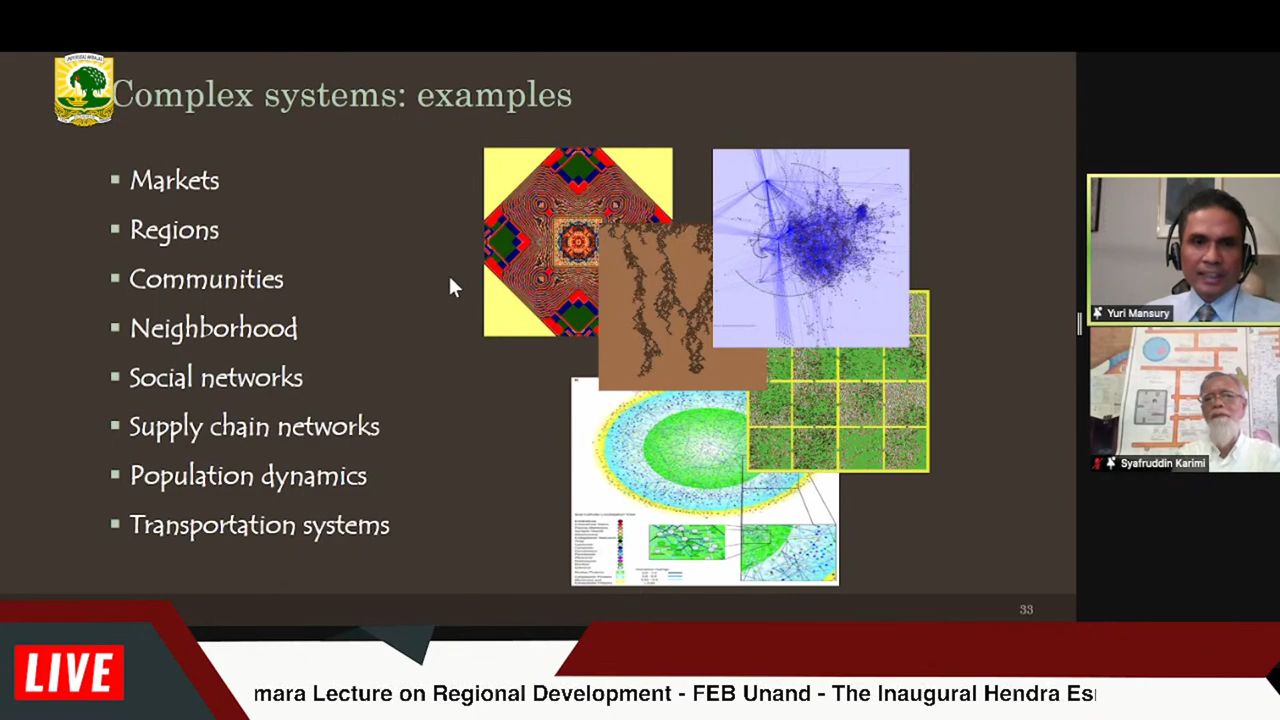 Complex systems: examples
▪ Markets
▪ Regions
▪ Communities
▪ Neighborhood
▪ Social networks
▪ Supply chain networks
▪ Population dynamics
▪ Transportation systems
33
Yuri Mansury
Syafruddin Karimi
LIVE
mara Lecture on Regional Development - FEB Unand - The Inaugural Hendra Es